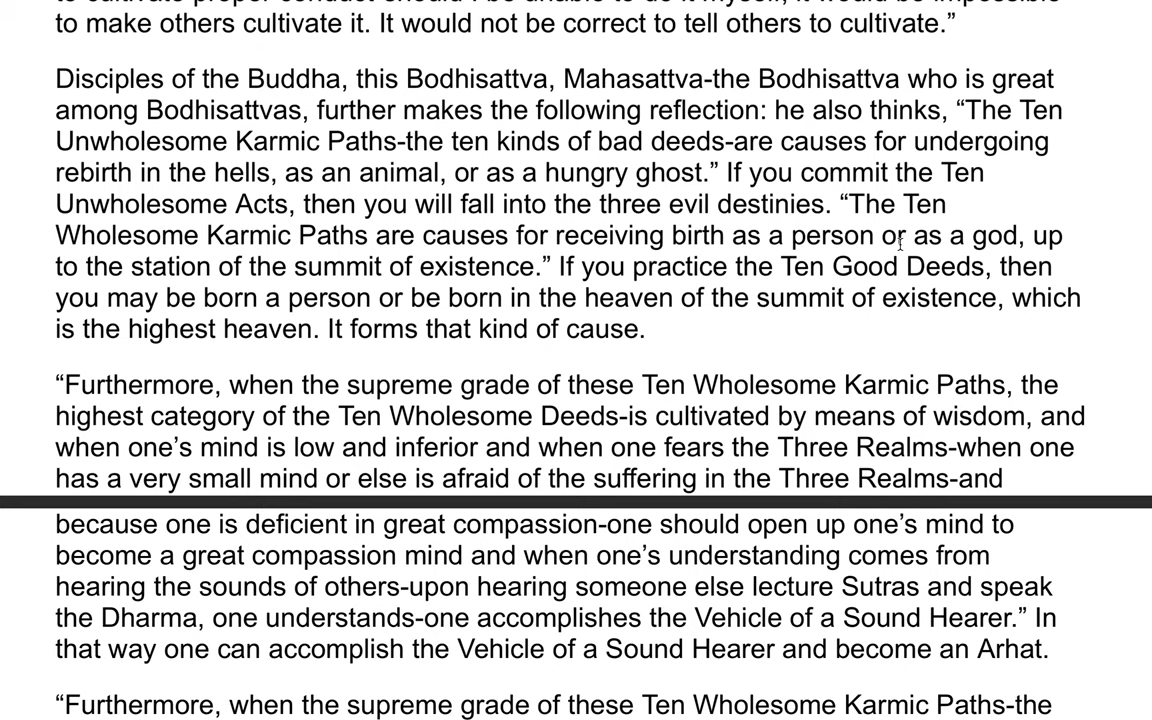 to make others cultivate it. It would not be correct to tell others to cultivate.”
Disciples of the Buddha, this Bodhisattva, Mahasattva-the Bodhisattva who is great
among Bodhisattvas, further makes the following reflection: he also thinks, “The Ten
Unwholesome Karmic Paths-the ten kinds of bad deeds-are causes for undergoing
rebirth in the hells, as an animal, or as a hungry ghost.” If you commit the Ten
Unwholesome Acts, then you will fall into the three evil destinies. “The Ten
Wholesome Karmic Paths are causes for receiving birth as a person or as a god, up
to the station of the summit of existence.” If you practice the Ten Good Deeds, then
you may be born a person or be born in the heaven of the summit of existence, which
is the highest heaven. It forms that kind of cause.
“Furthermore, when the supreme grade of these Ten Wholesome Karmic Paths, the
highest category of the Ten Wholesome Deeds-is cultivated by means of wisdom, and
when one’s mind is low and inferior and when one fears the Three Realms-when one
has a very small mind or else is afraid of the suffering in the Three Realms-and
because one is deficient in great compassion-one should open up one’s mind to
become a great compassion mind and when one’s understanding comes from
hearing the sounds of others-upon hearing someone else lecture Sutras and speak
the Dharma, one understands-one accomplishes the Vehicle of a Sound Hearer.” In
that way one can accomplish the Vehicle of a Sound Hearer and become an Arhat.
“Furthermore, when the supreme grade of these Ten Wholesome Karmic Paths-the